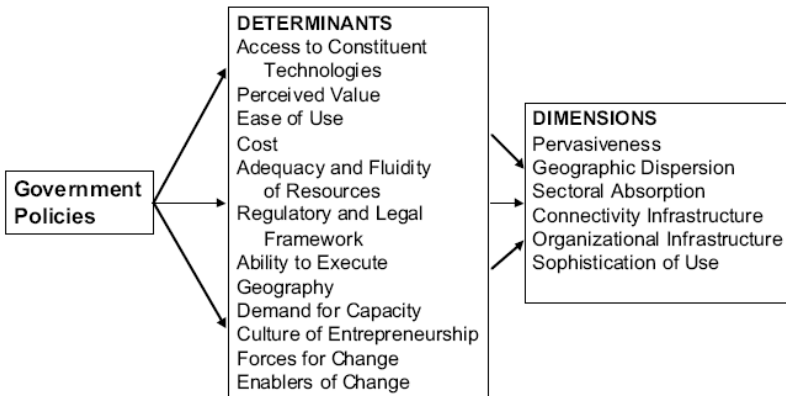 Government
Policies
DETERMINANTS
Access to Constituent
Technologies
Perceived Value
Ease of Use
Cost
Adequacy and Fluidity
of Resources
Regulatory and Legal
Framework
Ability to Execute
Geography
Demand for Capacity
Culture of Entrepreneurship
Forces for Change
Enablers of Change
DIMENSIONS
Pervasiveness
Geographic Dispersion
Sectoral Absorption
Connectivity Infrastructure
Organizational Infrastructure
Sophistication of Use